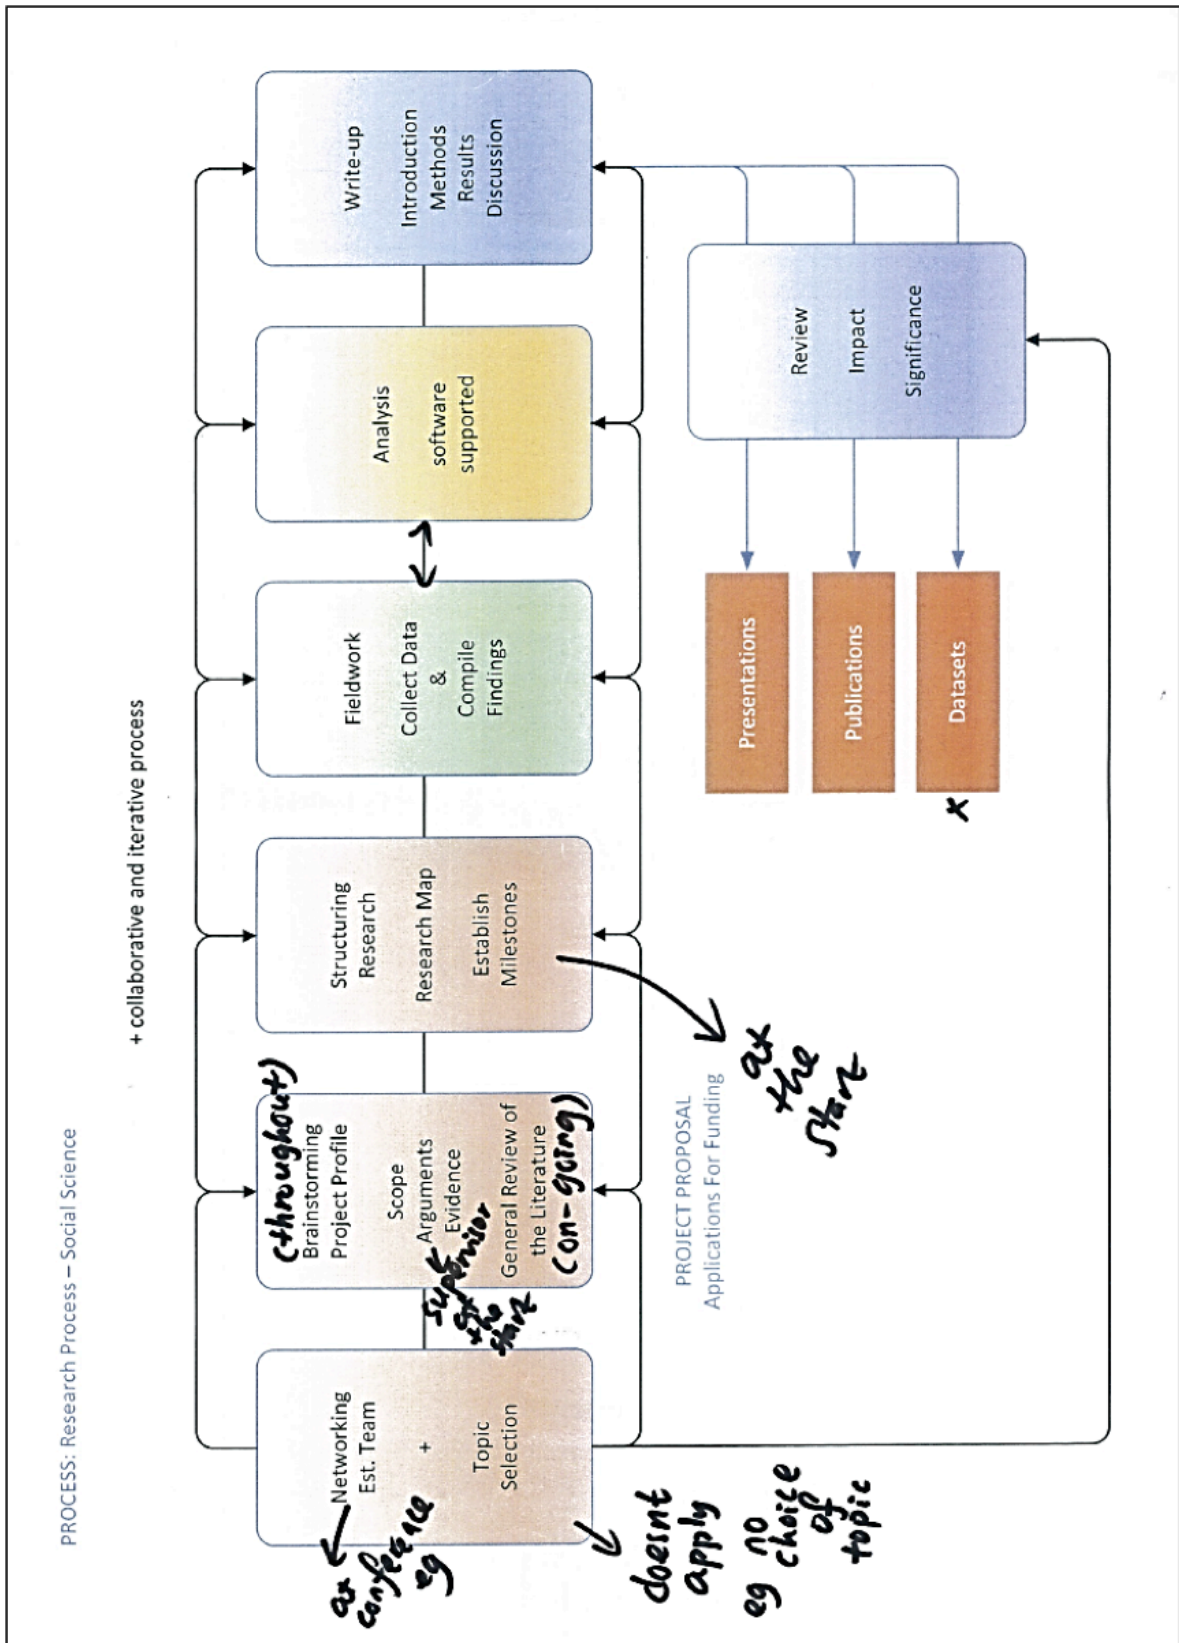 PROCESS: Research Process – Social Science
+ collaborative and iterative process
Networking
Est. Team
+
Topic
Selection
at
conference
eg
doesnt
apply
eg no
choice
of
topic
(throughout)
Brainstorming
Project Profile
Scope
Arguments
Evidence
General Review of
the Literature
(on-going)
supervisor
at
the
start
Structuring
Research
Research Map
Establish
Milestones
at
the
start
PROJECT PROPOSAL
Applications For Funding
Fieldwork
Collect Data
&
Compile
Findings
Analysis
software
supported
Write-up
Introduction
Methods
Results
Discussion
Review
Impact
Significance
Presentations
Publications
Datasets
x